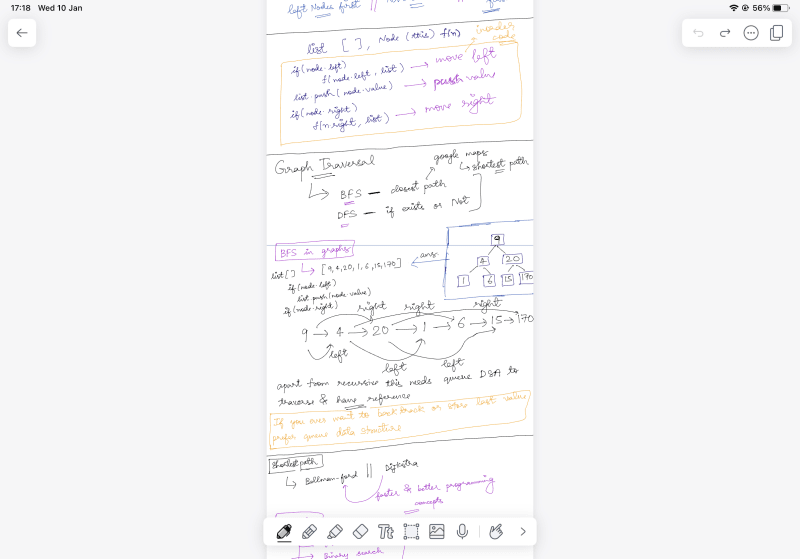 17:18 Wed 10 Jan
56%
left Nodes first ||
list [ ] , Node (this) f(n)
inorder
code
if (node.left)
f(node.left, list) → move left
list.push(node.value) → push value
if (node.right)
f(n.right, list) → move right
Graph Traversal
google maps
↳ shortest path
↳ BFS — closest path
DFS — if exists or Not
BFS in graphs
list [ ] ↳ [9,4,20,1,6,15,170]
ans
9
4 20
1 6 15 170
if (node.left)
list.push(node.value)
if (node.right)
right right right
9 → 4 → 20 → 1 → 6 → 15 → 170
left left left
apart from recursive this needs queue DSA to
traverse & have reference
If you ever want to back track or store last value
prefer queue data structure
Shortest path
↳ Bellman-ford || Dijkstra
faster & better programming
concepts
Tt
Binary search